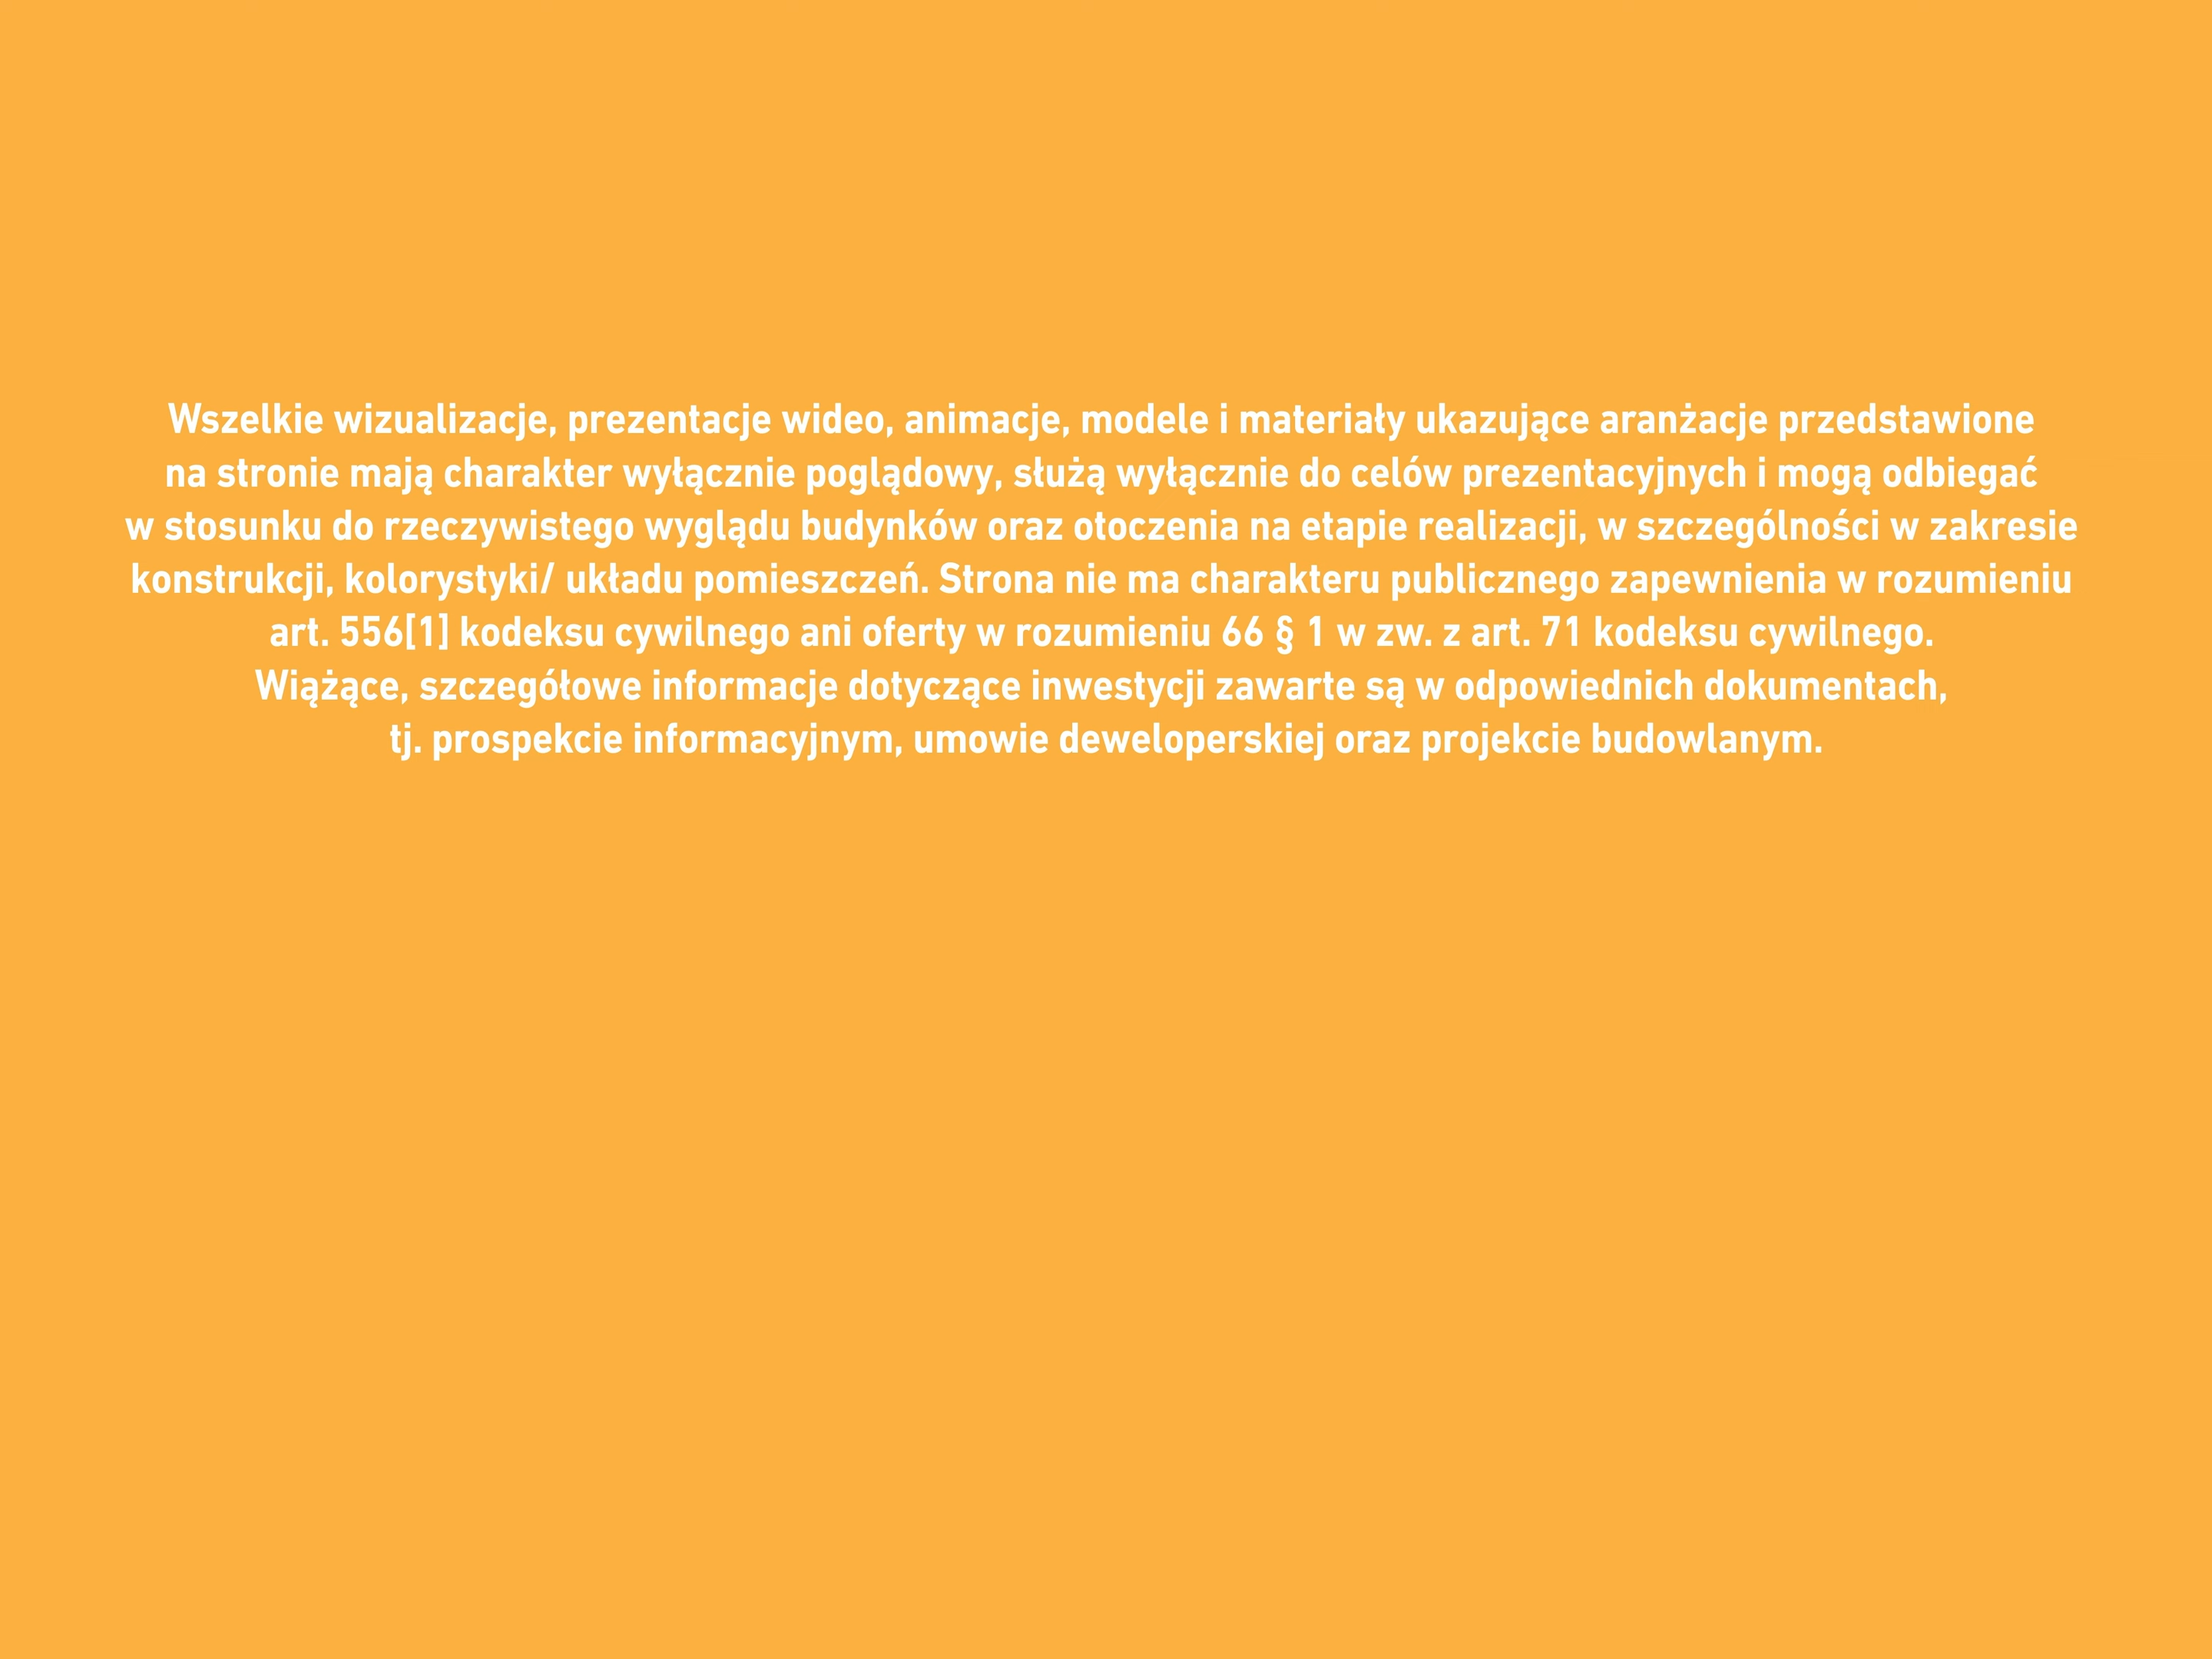 Wszelkie wizualizacje, prezentacje wideo, animacje, modele i materiały ukazujące aranżacje przedstawione
na stronie mają charakter wyłącznie poglądowy, służą wyłącznie do celów prezentacyjnych i mogą odbiegać
w stosunku do rzeczywistego wyglądu budynków oraz otoczenia na etapie realizacji, w szczególności w zakresie
konstrukcji, kolorystyki/ układu pomieszczeń. Strona nie ma charakteru publicznego zapewnienia w rozumieniu
art. 556[1] kodeksu cywilnego ani oferty w rozumieniu 66 § 1 w zw. z art. 71 kodeksu cywilnego.
Wiążące, szczegółowe informacje dotyczące inwestycji zawarte są w odpowiednich dokumentach,
tj. prospekcie informacyjnym, umowie deweloperskiej oraz projekcie budowlanym.